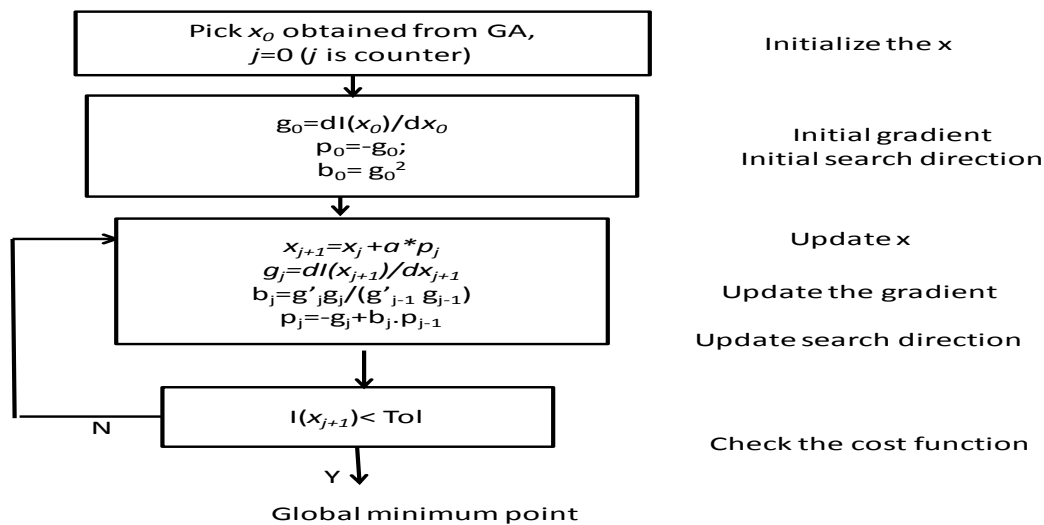 Pick x₀ obtained from GA,
j=0 (j is counter)
Initialize the x
g₀=dI(x₀)/dx₀
p₀=-g₀;
b₀= g₀²
Initial gradient
Initial search direction
xⱼ₊₁=xⱼ+a*pⱼ
gⱼ=dI(xⱼ₊₁)/dxⱼ₊₁
bⱼ=g'ⱼgⱼ/(g'ⱼ₋₁ gⱼ₋₁)
pⱼ=-gⱼ+bⱼ.pⱼ₋₁
Update x
Update the gradient
Update search direction
I(xⱼ₊₁)< Tol
N
Check the cost function
Y
Global minimum point